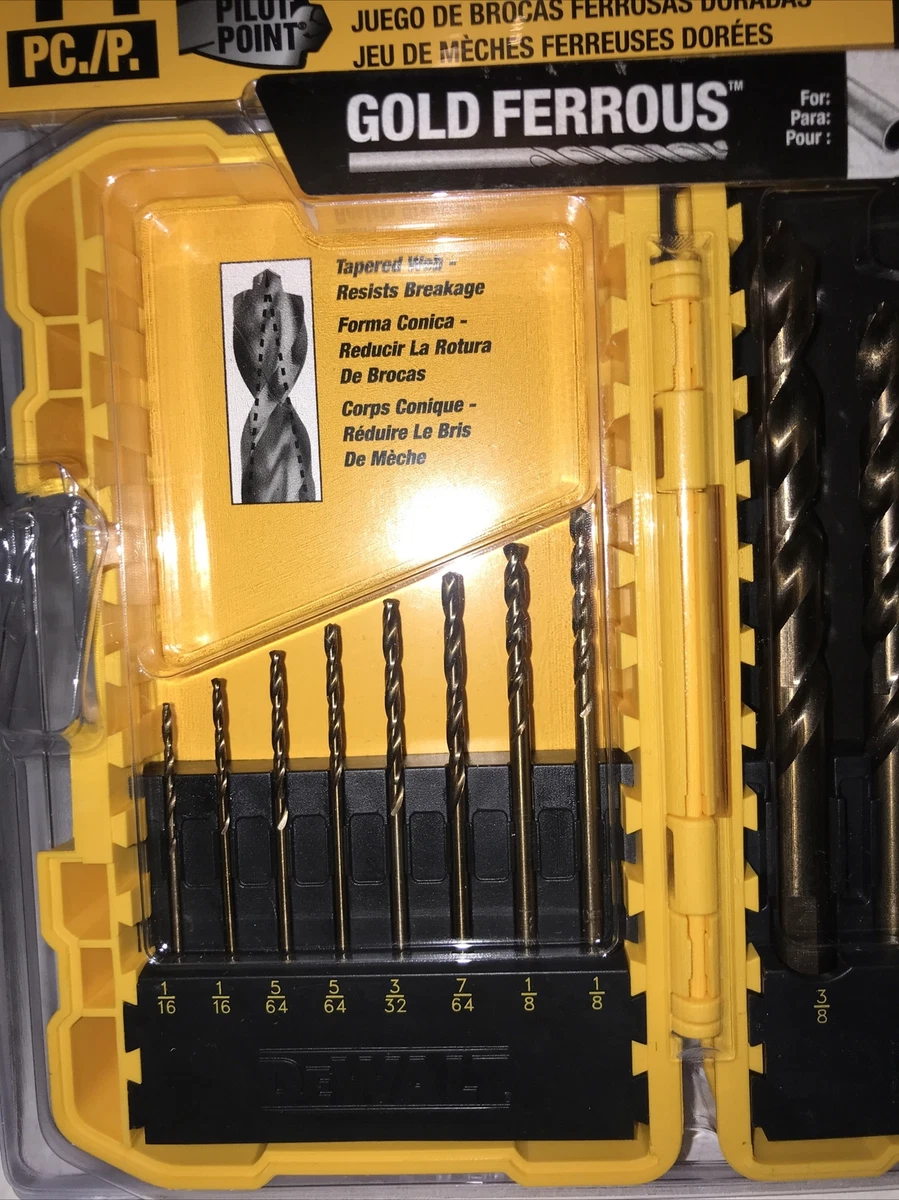 PC./P.
PILOT
POINT®
JUEGO DE BROCAS FERROSAS DORADAS
JEU DE MÈCHES FERREUSES DORÉES
GOLD FERROUS™
For:
Para:
Pour :
Tapered Web -
Resists Breakage
Forma Conica -
Reducir La Rotura
De Brocas
Corps Conique -
Réduire Le Bris
De Mèche
1/16 1/16 5/64 5/64 3/32 7/64 1/8 1/8
3/8
DEWALT